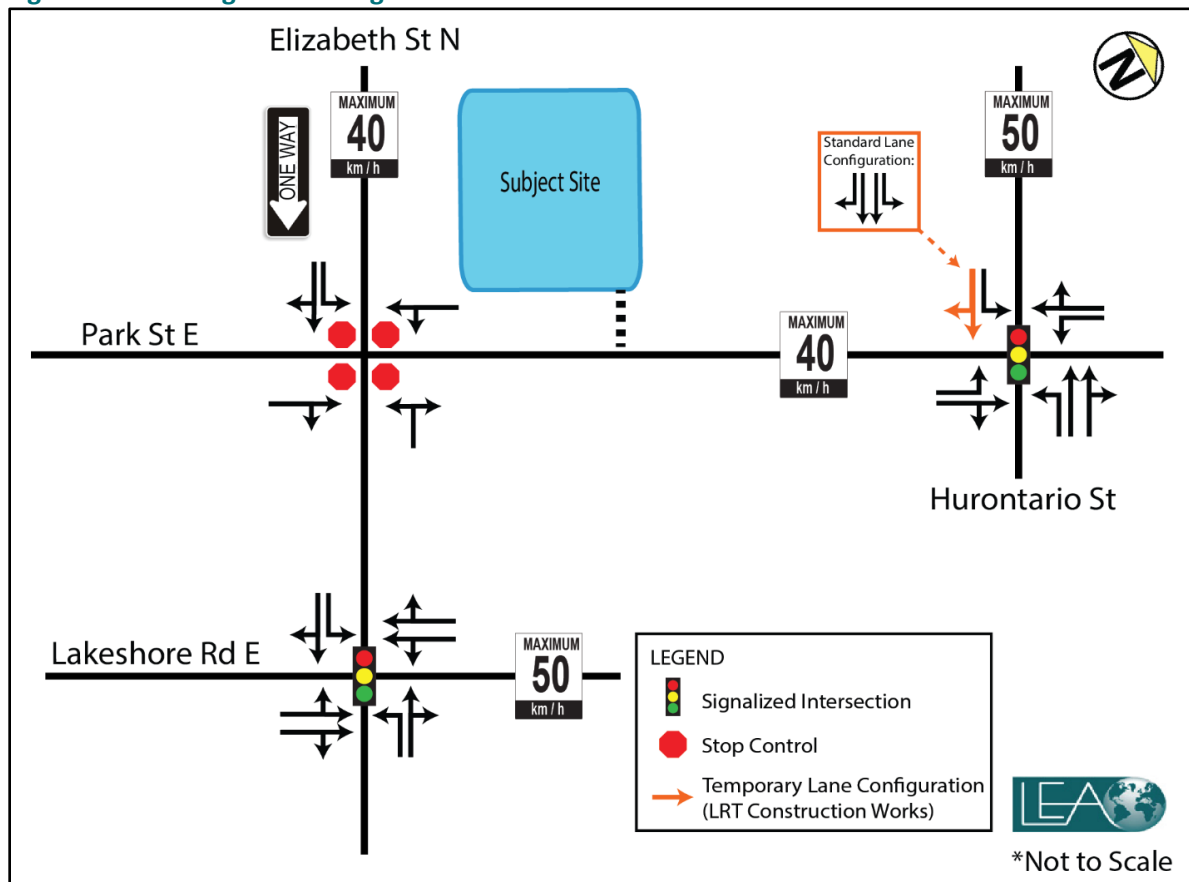 Elizabeth St N
MAXIMUM
40
km / h
ONE WAY
Subject Site
Standard Lane
Configuration:
MAXIMUM
50
km / h
N
Park St E
MAXIMUM
40
km / h
Hurontario St
Lakeshore Rd E
MAXIMUM
50
km / h
LEGEND
Signalized Intersection
Stop Control
Temporary Lane Configuration
(LRT Construction Works)
LEA
*Not to Scale